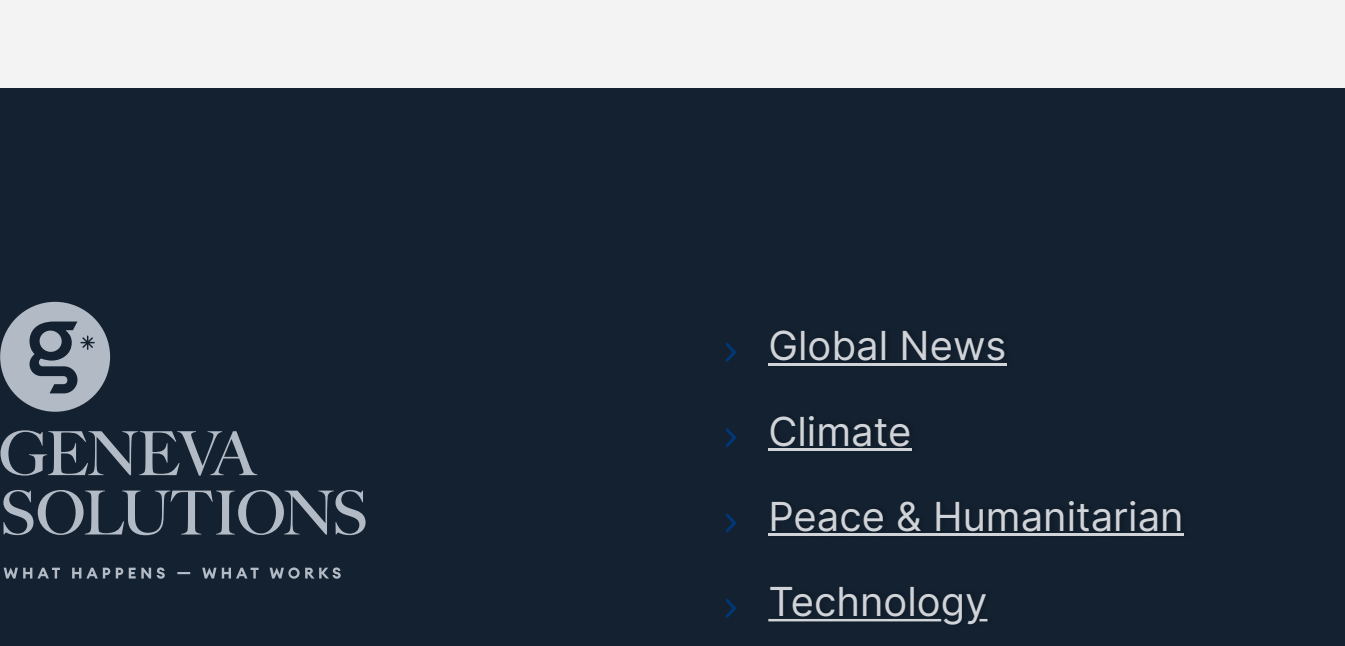 g*
GENEVA
SOLUTIONS
WHAT HAPPENS — WHAT WORKS
Global News
Climate
Peace & Humanitarian
Technology